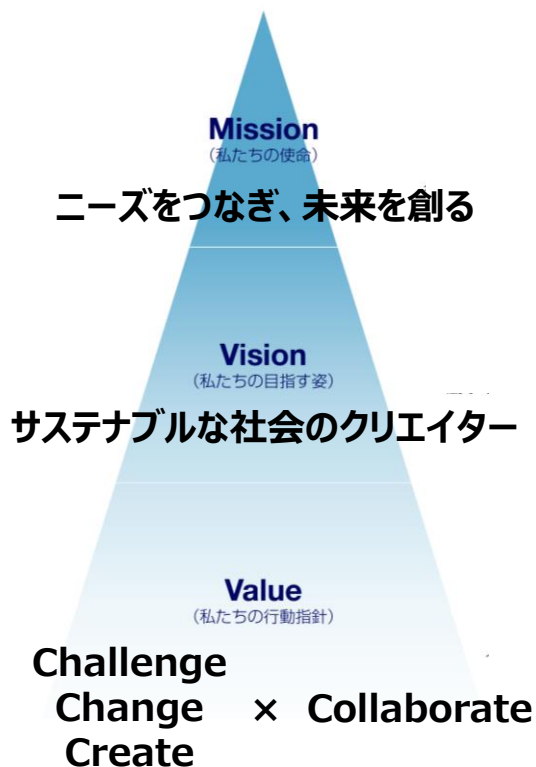 Mission
(私たちの使命)
ニーズをつなぎ、未来を創る
Vision
(私たちの目指す姿)
サステナブルな社会のクリエイター
Value
(私たちの行動指針)
Challenge
Change × Collaborate
Create